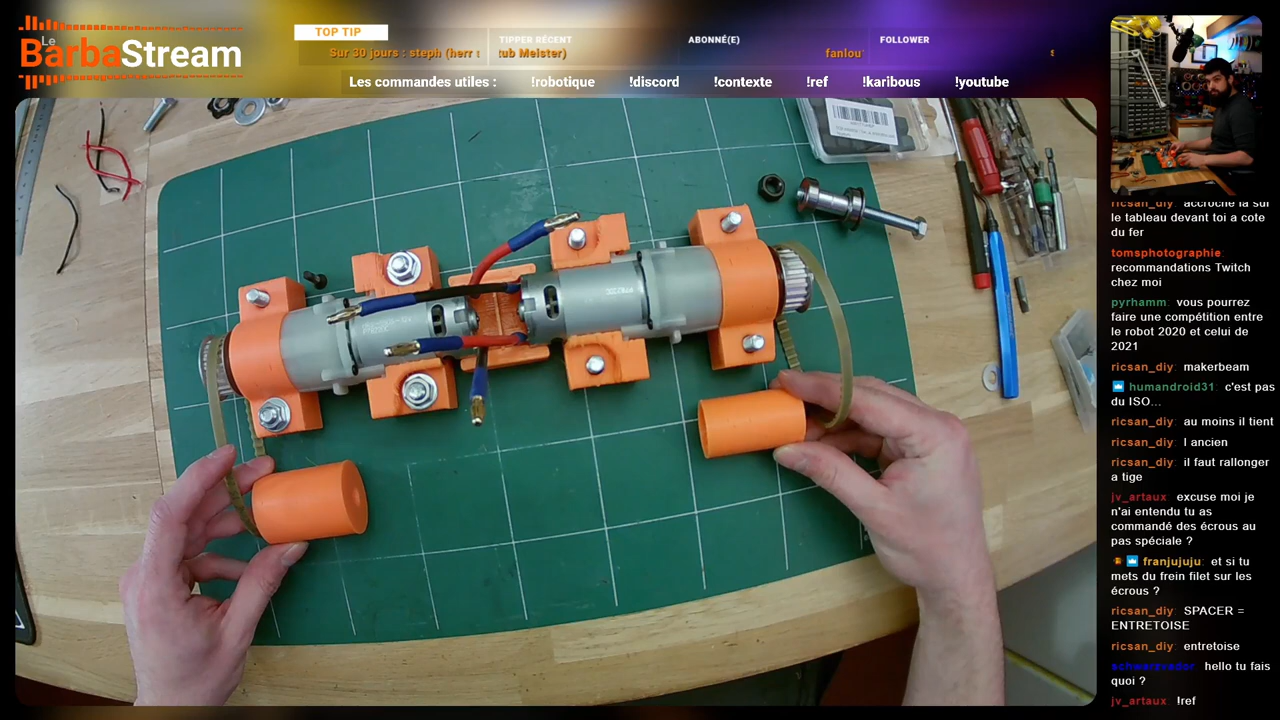 Le
BarbaStream
TOP TIP
Sur 30 jours : steph (herr
TIPPER RÉCENT
tub Meister)
ABONNÉ(E)
fanlou
FOLLOWER
Les commandes utiles : !robotique !discord !contexte !ref !karibous !youtube
ricsan_diy: accroche la sur
le tableau devant toi a cote
du fer
tomsphotographie:
recommandations Twitch
chez moi
pyrhamm: vous pourrez
faire une compétition entre
le robot 2020 et celui de
2021
ricsan_diy: makerbeam
humandroid31: c'est pas
du ISO...
ricsan_diy: au moins il tient
ricsan_diy: l ancien
ricsan_diy: il faut rallonger
a tige
jv_artaux: excuse moi je
n'ai entendu tu as
commandé des écrous au
pas spéciale ?
franjujuju: et si tu
mets du frein filet sur les
écrous ?
ricsan_diy: SPACER =
ENTRETOISE
ricsan_diy: entretoise
schwarzvador: hello tu fais
quoi ?
jv_artaux: !ref